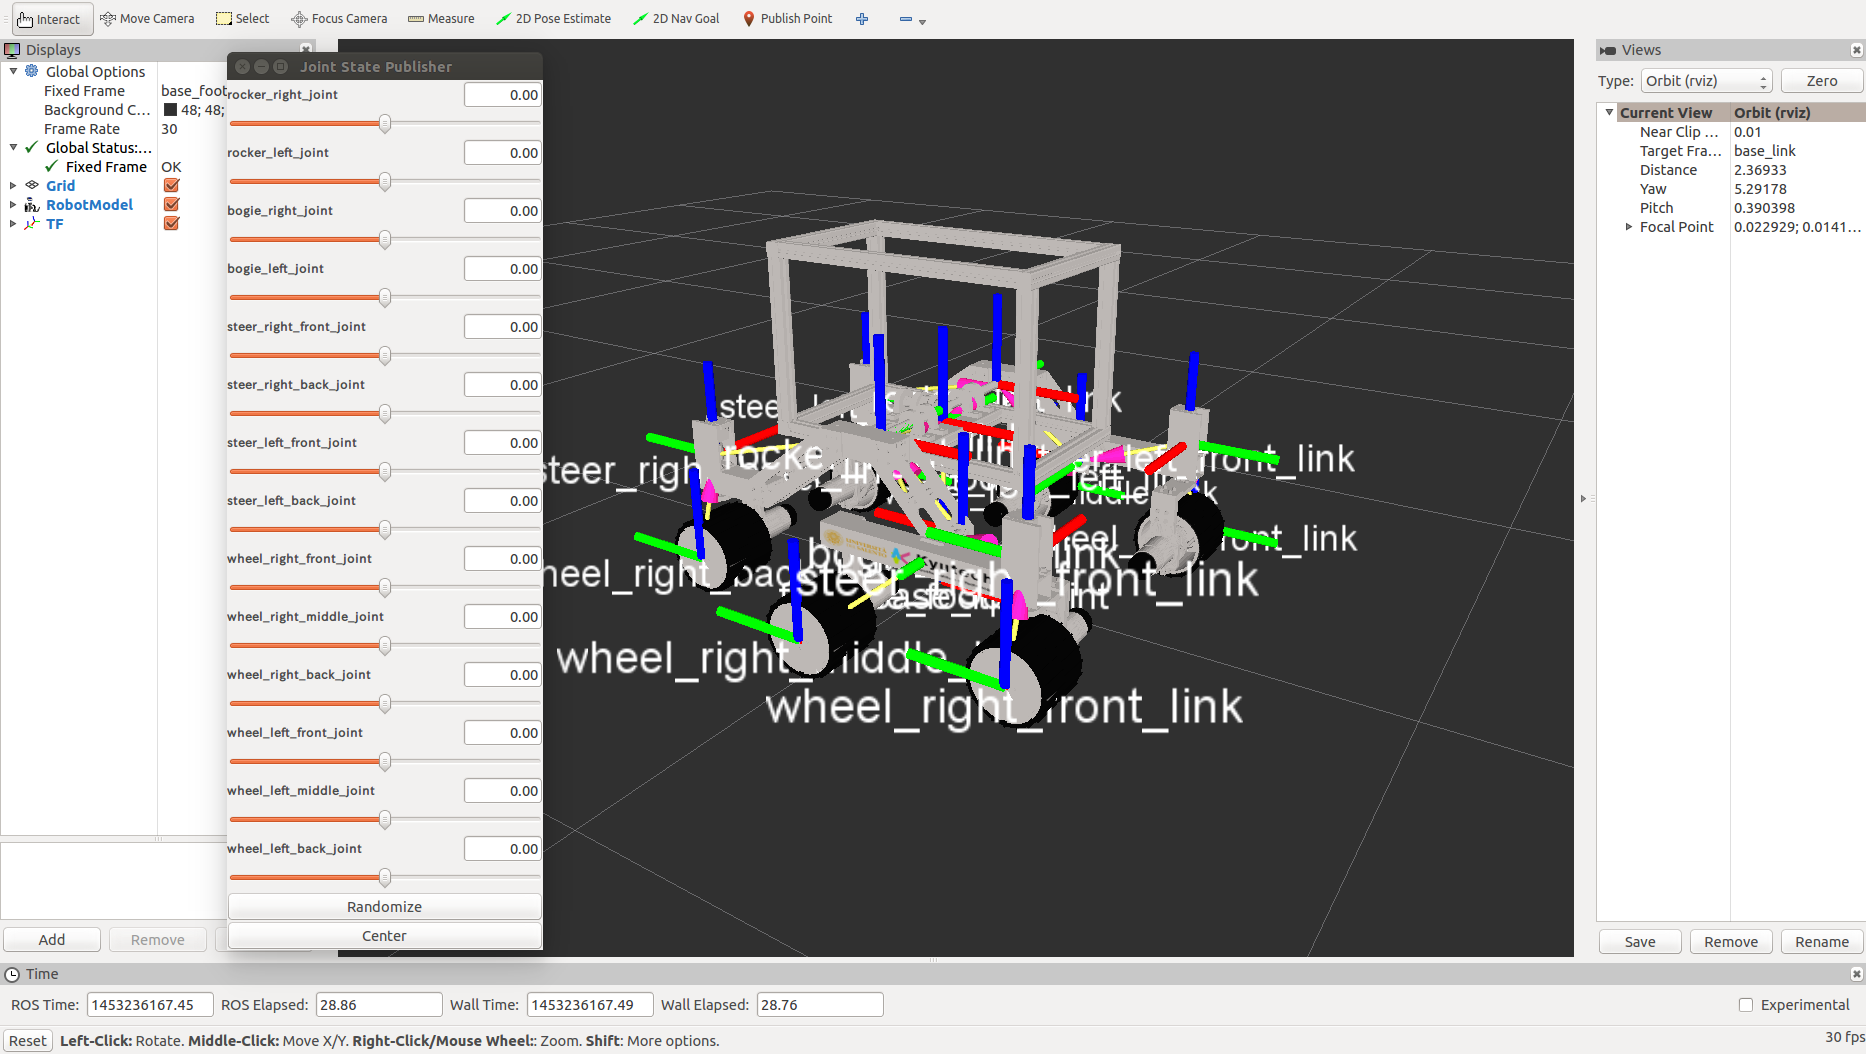 Interact Move Camera Select Focus Camera Measure 2D Pose Estimate 2D Nav Goal Publish Point
Displays
Global Options
Fixed Frame base_foot
Background C... 48; 48;
Frame Rate 30
Global Status:...
Fixed Frame OK
Grid
RobotModel
TF
Add Remove
Joint State Publisher
rocker_right_joint 0.00
rocker_left_joint 0.00
bogie_right_joint 0.00
bogie_left_joint 0.00
steer_right_front_joint 0.00
steer_right_back_joint 0.00
steer_left_front_joint 0.00
steer_left_back_joint 0.00
wheel_right_front_joint 0.00
wheel_right_middle_joint 0.00
wheel_right_back_joint 0.00
wheel_left_front_joint 0.00
wheel_left_middle_joint 0.00
wheel_left_back_joint 0.00
Randomize
Center
steer_right_front_link
wheel_right_front_link
Views
Type: Orbit (rviz) Zero
Current View Orbit (rviz)
Near Clip ... 0.01
Target Fra... base_link
Distance 2.36933
Yaw 5.29178
Pitch 0.390398
Focal Point 0.022929; 0.0141...
Save Remove Rename
Time
ROS Time: 1453236167.45 ROS Elapsed: 28.86 Wall Time: 1453236167.49 Wall Elapsed: 28.76 Experimental
Reset Left-Click: Rotate. Middle-Click: Move X/Y. Right-Click/Mouse Wheel:: Zoom. Shift: More options. 30 fps